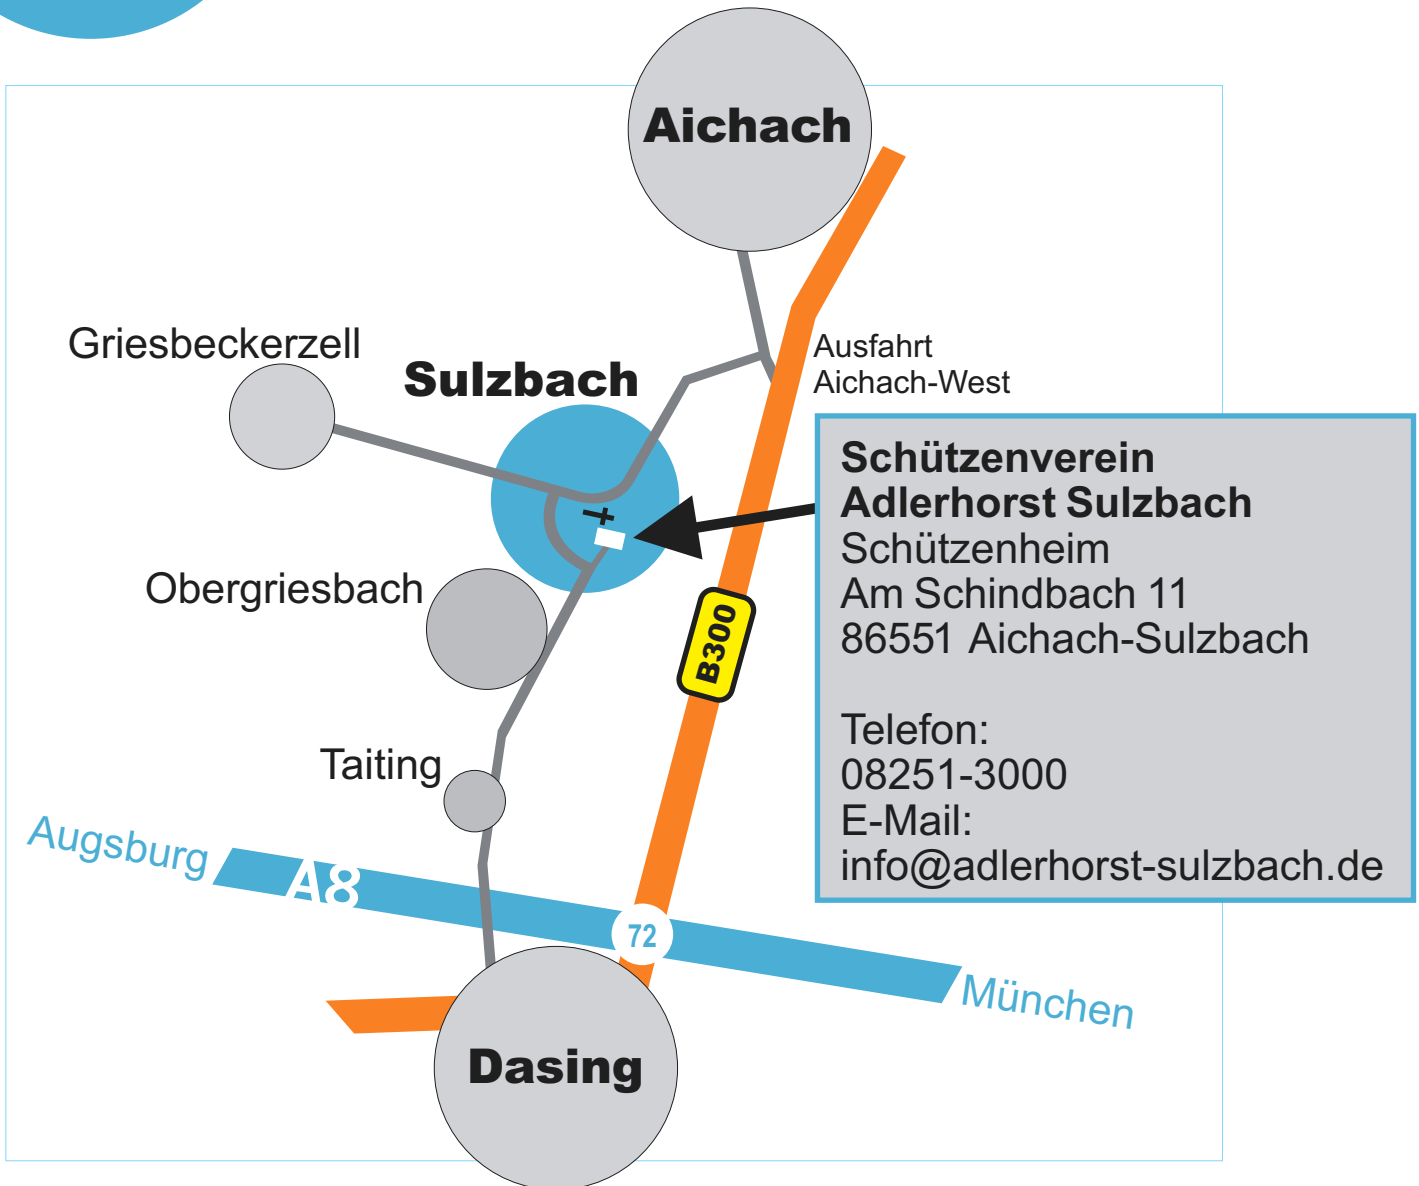 Aichach
Griesbeckerzell
Sulzbach
Ausfahrt
Aichach-West
Schützenverein
Adlerhorst Sulzbach
Schützenheim
Am Schindbach 11
86551 Aichach-Sulzbach
Telefon:
08251-3000
E-Mail:
info@adlerhorst-sulzbach.de
Obergriesbach
B300
Taiting
Augsburg
A8
72
München
Dasing